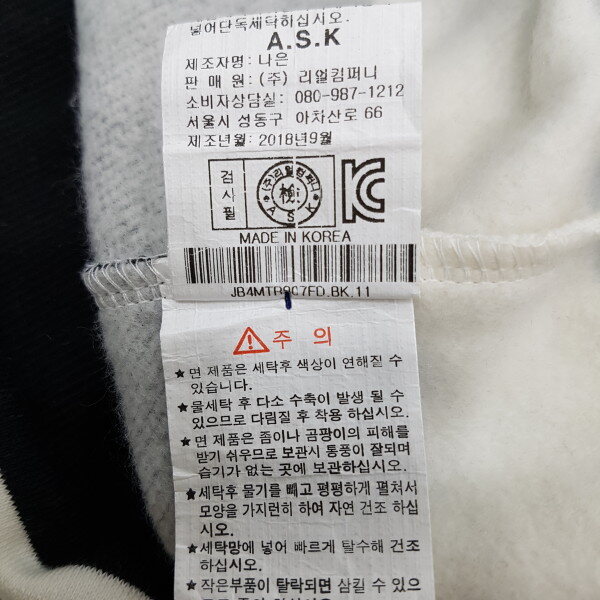 넣어단독세탁하십시오.
A.S.K
제조자명: 나은
판 매 원: (주) 리얼컴퍼니
소비자상담실: 080-987-1212
서울시 성동구 아차산로 66
제조년월: 2018년9월
검사필
(주)리얼컴퍼니
檢
A S K
MADE IN KOREA
JB4MTR907FD.BK.11
주 의
★면 제품은 세탁후 색상이 연해질 수
있습니다.
★물세탁 후 다소 수축이 발생 될 수
있으므로 다림질 후 착용 하십시오.
★면 제품은 좀이나 곰팡이의 피해를
받기 쉬우므로 보관시 통풍이 잘되며
습기가 없는 곳에 보관하십시오.
★세탁후 물기를 빼고 평평하게 펼쳐서
모양을 가지런히 하여 자연 건조 하십
시오.
★세탁망에 넣어 빠르게 탈수해 건조
하십시오.
★작은부품이 탈락되면 삼킬 수 있으